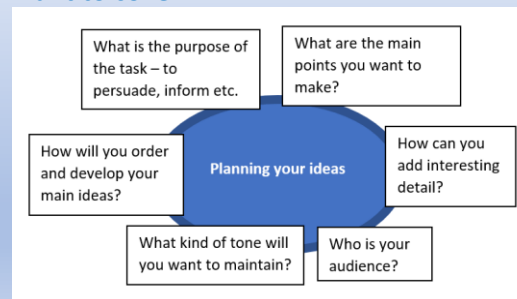 What is the purpose of
the task – to
persuade, inform etc.
What are the main
points you want to
make?
How will you order
and develop your
main ideas?
Planning your ideas
How can you
add interesting
detail?
What kind of tone will
you want to maintain?
Who is your
audience?